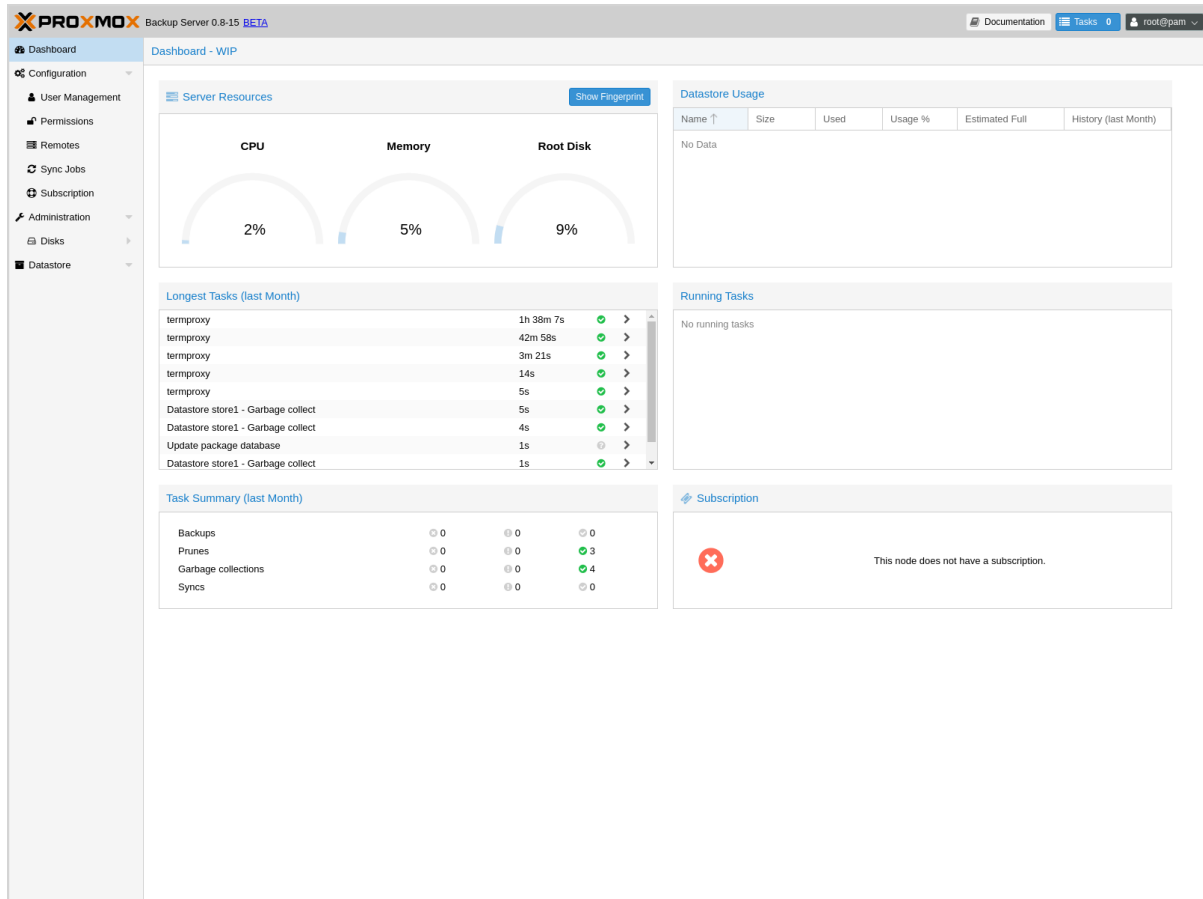 PROXMOX Backup Server 0.8-15 BETA
Documentation
Tasks 0
root@pam
Dashboard
Configuration
User Management
Permissions
Remotes
Sync Jobs
Subscription
Administration
Disks
Datastore
Dashboard - WIP
Server Resources
Show Fingerprint
CPU Memory Root Disk
2% 5% 9%
Datastore Usage
Name Size Used Usage % Estimated Full History (last Month)
No Data
Longest Tasks (last Month)
termproxy 1h 38m 7s
termproxy 42m 58s
termproxy 3m 21s
termproxy 14s
termproxy 5s
Datastore store1 - Garbage collect 5s
Datastore store1 - Garbage collect 4s
Update package database 1s
Datastore store1 - Garbage collect 1s
Running Tasks
No running tasks
Task Summary (last Month)
Backups 0 0 0
Prunes 0 0 3
Garbage collections 0 0 4
Syncs 0 0 0
Subscription
This node does not have a subscription.